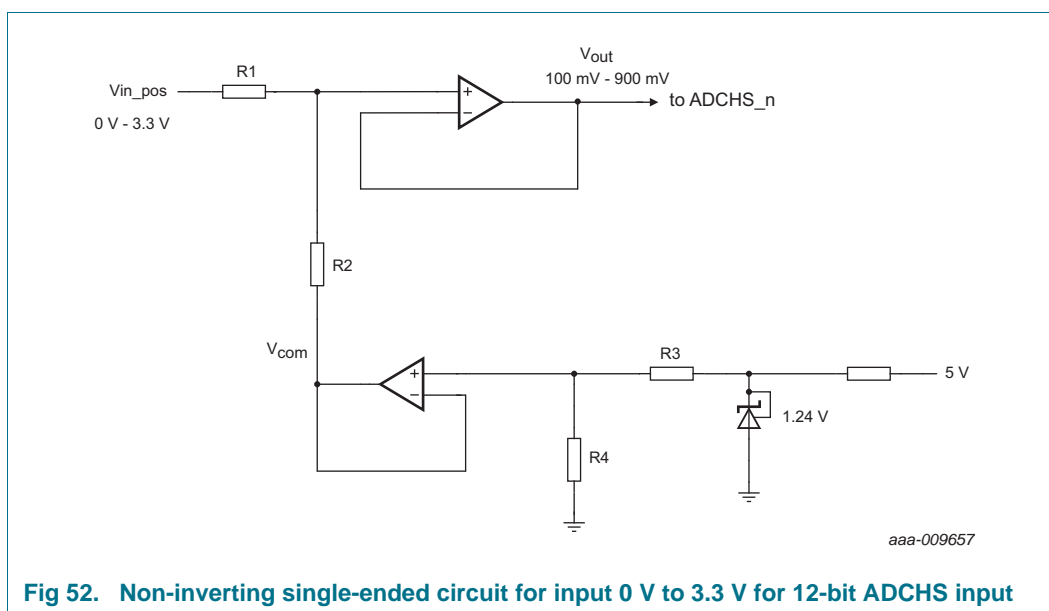 R1
Vin_pos
0 V - 3.3 V
+
−
Vout
100 mV - 900 mV
to ADCHS_n
R2
Vcom
+
−
R3
5 V
1.24 V
R4
aaa-009657
Fig 52. Non-inverting single-ended circuit for input 0 V to 3.3 V for 12-bit ADCHS input